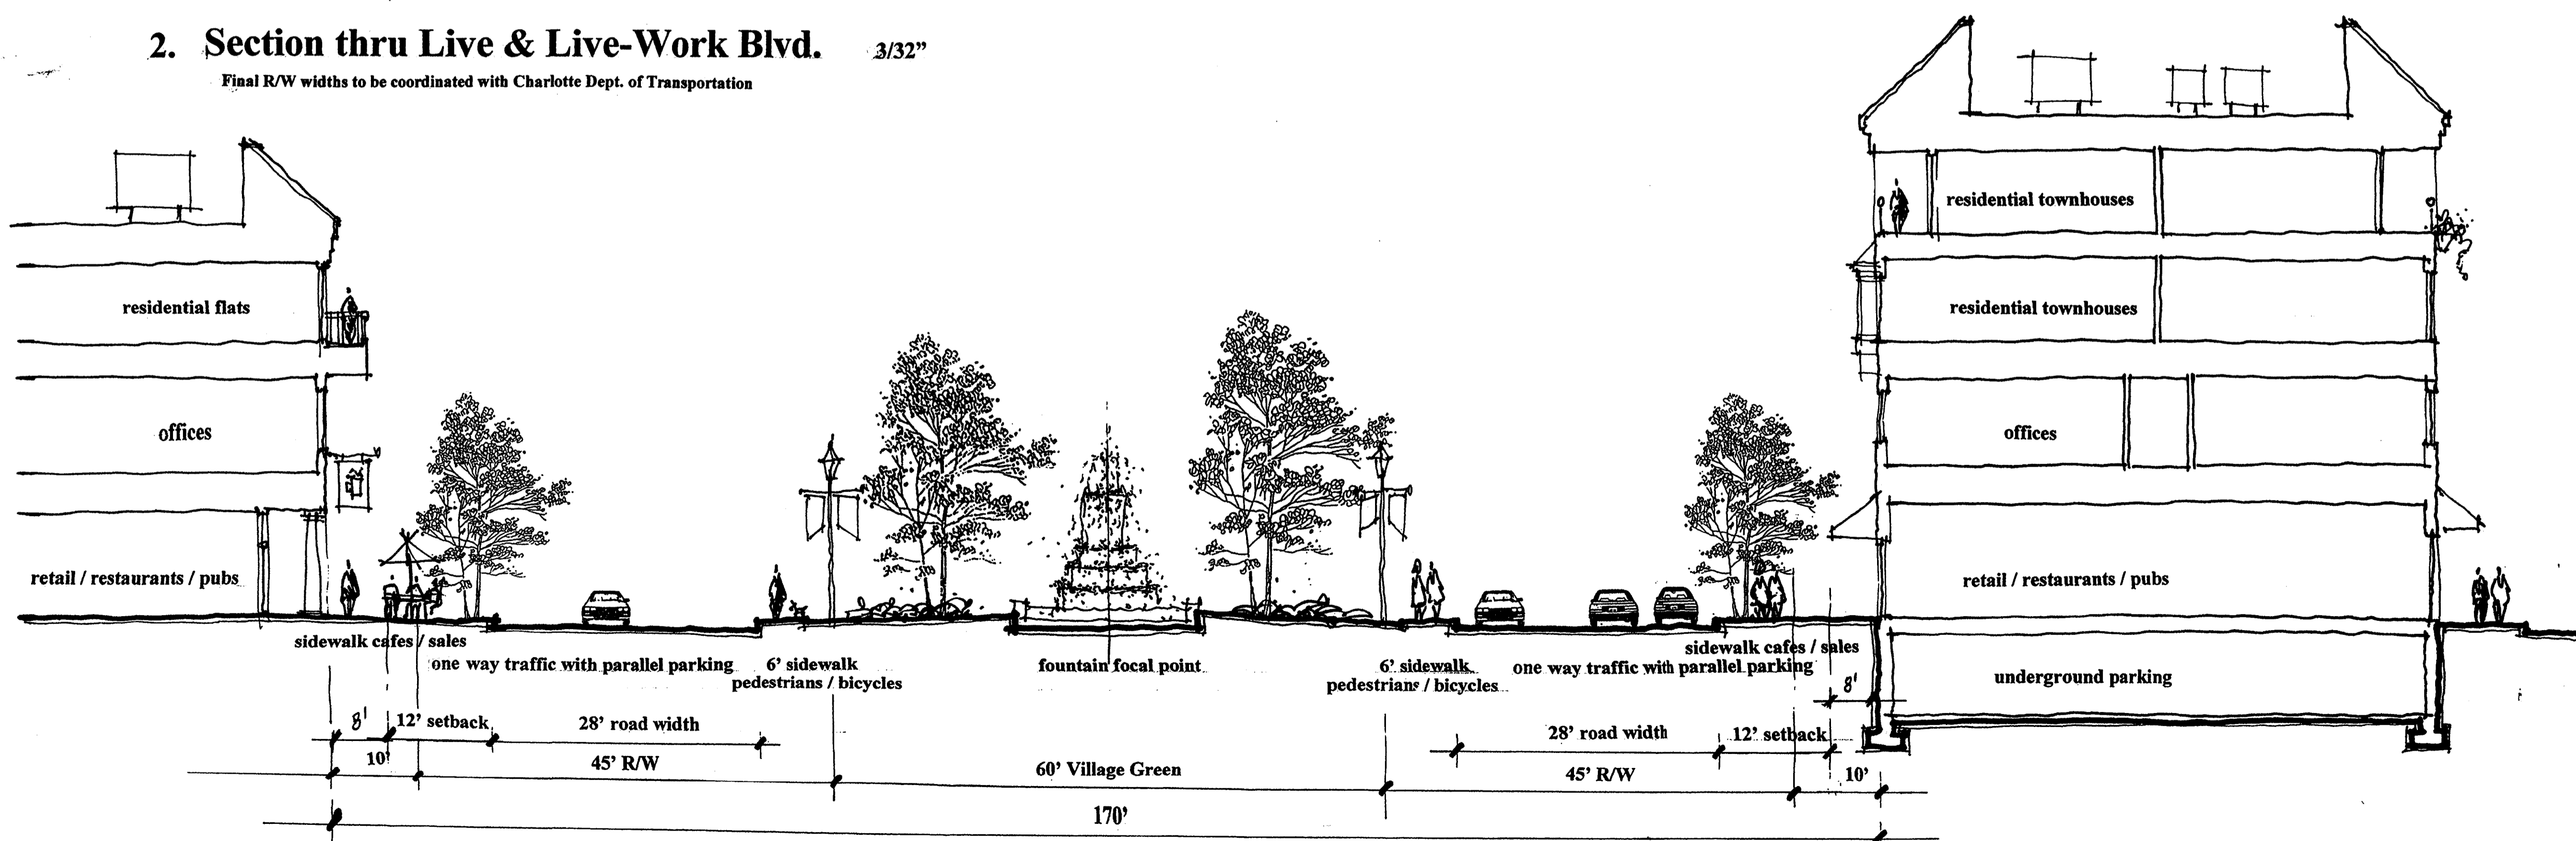 2. Section thru Live & Live-Work Blvd. 3/32”
Final R/W widths to be coordinated with Charlotte Dept. of Transportation
residential flats
offices
retail / restaurants / pubs
residential townhouses
residential townhouses
offices
retail / restaurants / pubs
underground parking
sidewalk cafes / sales
one way traffic with parallel parking
6’ sidewalk
pedestrians / bicycles
fountain focal point
6’ sidewalk
pedestrians / bicycles
one way traffic with parallel parking
sidewalk cafes / sales
8'
12’ setback
28’ road width
10’
45’ R/W
60’ Village Green
28’ road width
12’ setback
8'
45’ R/W
10’
170’